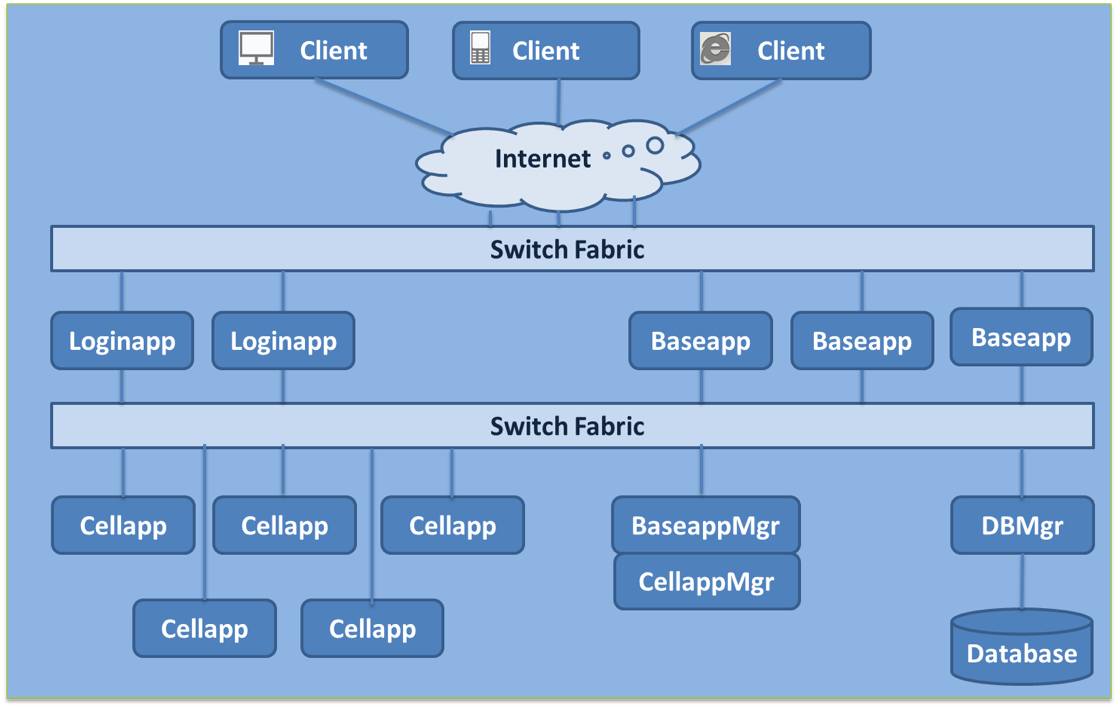 Client
Client
Client
Internet
Switch Fabric
Loginapp
Loginapp
Baseapp
Baseapp
Baseapp
Switch Fabric
Cellapp
Cellapp
Cellapp
BaseappMgr
DBMgr
CellappMgr
Cellapp
Cellapp
Database